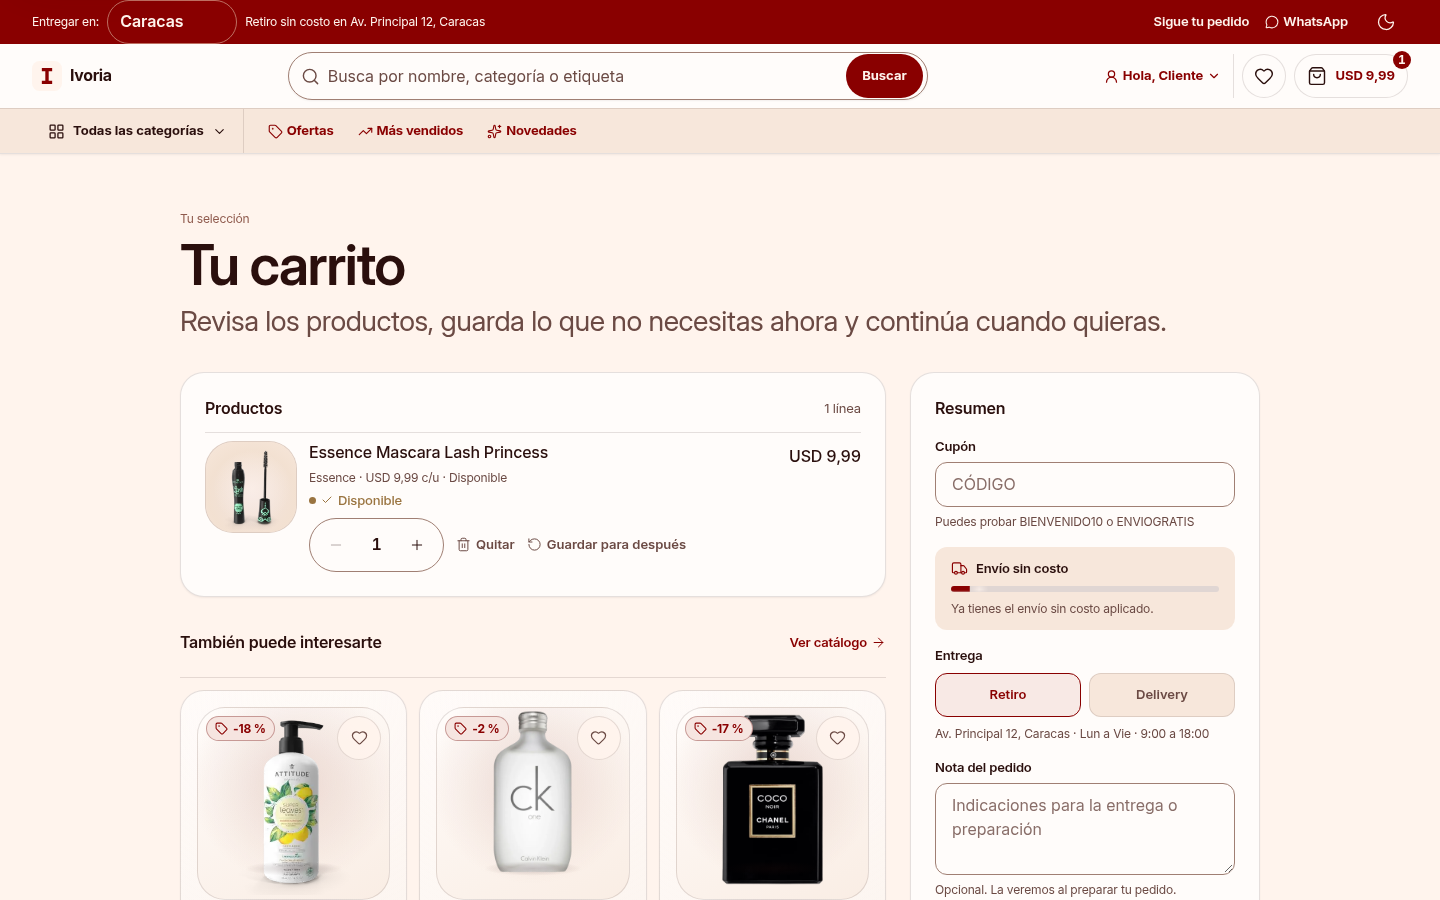 Entregar en: Caracas Retiro sin costo en Av. Principal 12, Caracas Sigue tu pedido WhatsApp
I Ivoria Busca por nombre, categoría o etiqueta Buscar Hola, Cliente USD 9,99 1
Todas las categorías Ofertas Más vendidos Novedades
Tu selección
Tu carrito
Revisa los productos, guarda lo que no necesitas ahora y continúa cuando quieras.
Productos 1 línea
Essence Mascara Lash Princess USD 9,99
Essence · USD 9,99 c/u · Disponible
Disponible
1 Quitar Guardar para después
También puede interesarte Ver catálogo
-18 %
ATTITUDE
leaves
-2 %
ck
one
Calvin Klein
-17 %
COCO
NOIR
CHANEL
PARIS
Resumen
Cupón
CÓDIGO
Puedes probar BIENVENIDO10 o ENVIOGRATIS
Envío sin costo
Ya tienes el envío sin costo aplicado.
Entrega
Retiro Delivery
Av. Principal 12, Caracas · Lun a Vie · 9:00 a 18:00
Nota del pedido
Indicaciones para la entrega o
preparación
Opcional. La veremos al preparar tu pedido.